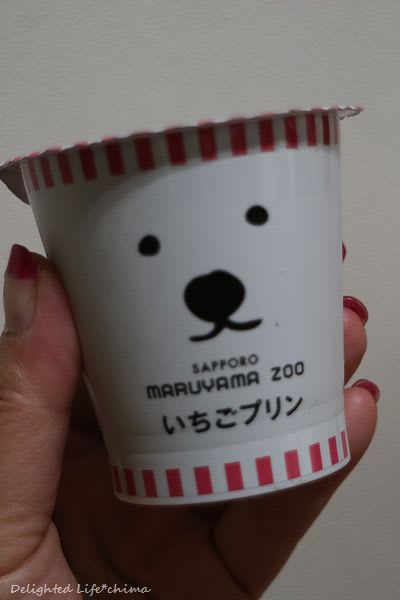 SAPPORO
MARUYAMA ZOO
いちごプリン
Delighted Life*chima